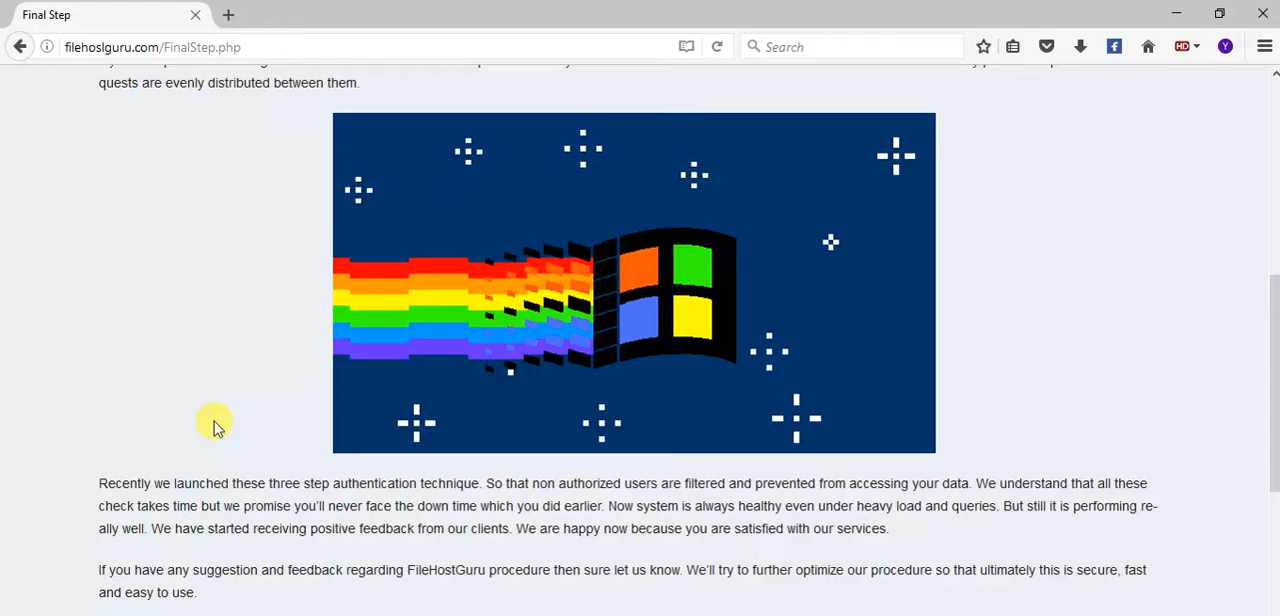 Final Step
filehoslguru.com/FinalStep.php
Search
HD
Y
quests are evenly distributed between them.
Recently we launched these three step authentication technique. So that non authorized users are filtered and prevented from accessing your data. We understand that all these
check takes time but we promise you'll never face the down time which you did earlier. Now system is always healthy even under heavy load and queries. But still it is performing re-
ally well. We have started receiving positive feedback from our clients. We are happy now because you are satisfied with our services.
If you have any suggestion and feedback regarding FileHostGuru procedure then sure let us know. We'll try to further optimize our procedure so that ultimately this is secure, fast
and easy to use.